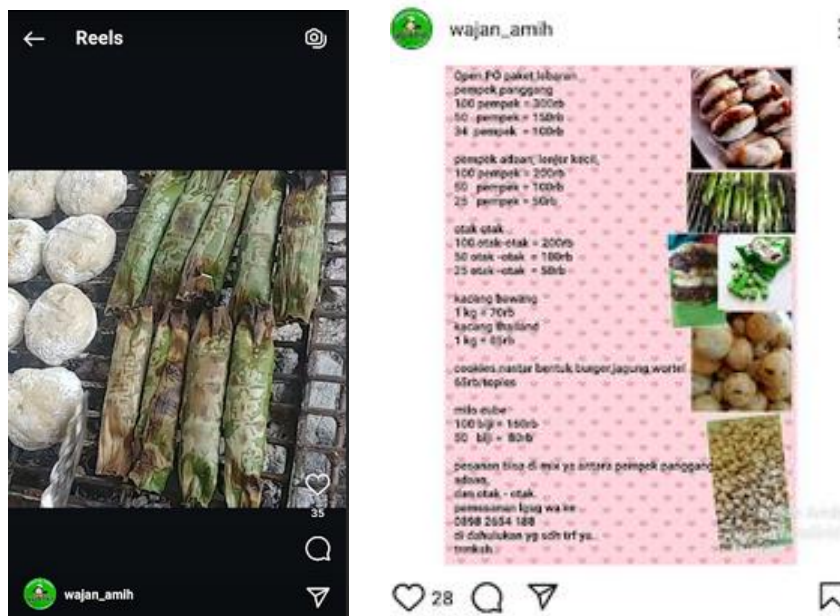 Reels
35
wajan_amih
wajan_amih
Open PO paket lebaran
pempek panggang
100 pempek = 300rb
50 pempek = 150rb
34 pempek = 100rb
pempek adaan, lenjer kecil,
100 pempek = 200rb
50 pempek = 100rb
25 pempek = 50rb
otak otak
100 otak-otak = 200rb
50 otak -otak = 100rb
25 otak -otak = 50rb
kacang bawang
1 kg = 70rb
kacang thailand
1 kg = 65rb
cookies nastar bentuk burger,jagung,wortel
65rb/toples
milo cube
100 biji = 160rb
50 biji = 80rb
pesanan bisa di mix ya antara pempek panggang
adaan,
dan otak - otak.
pemesanan lgsg wa ke
0898 2654 188
di dahulukan yg sdh trf ya..
28